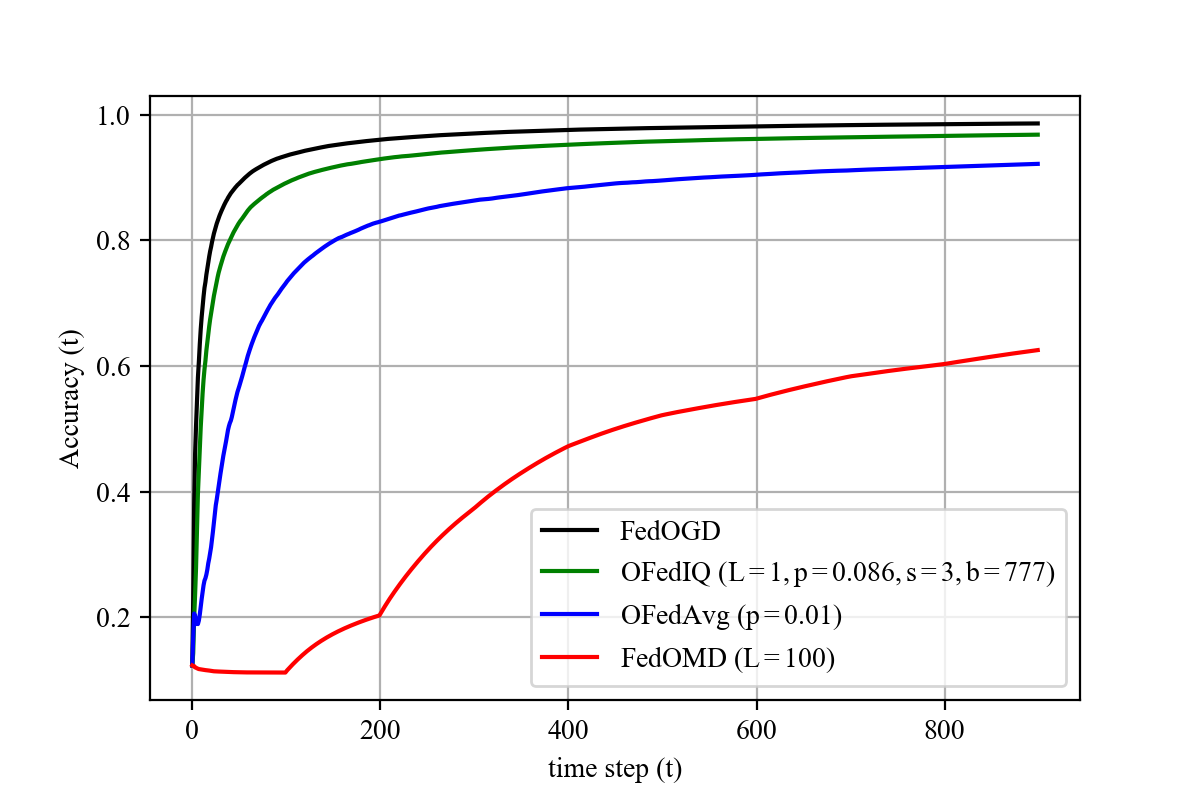 1.0
0.8
0.6
0.4
0.2
Accuracy (t)
FedOGD
OFedIQ (L=1, p=0.086, s=3, b=777)
OFedAvg (p=0.01)
FedOMD (L=100)
0 200 400 600 800
time step (t)